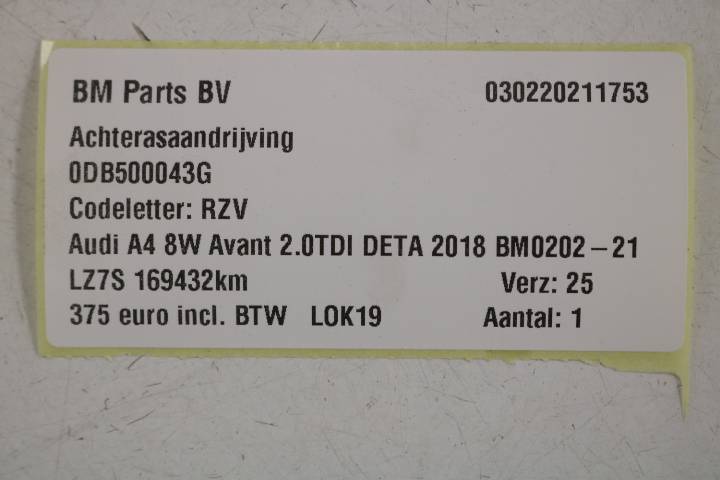 BM Parts BV 030220211753
Achterasaandrijving
0DB500043G
Codeletter: RZV
Audi A4 8W Avant 2.0TDI DETA 2018 BM0202-21
LZ7S 169432km Verz: 25
375 euro incl. BTW LOK19 Aantal: 1